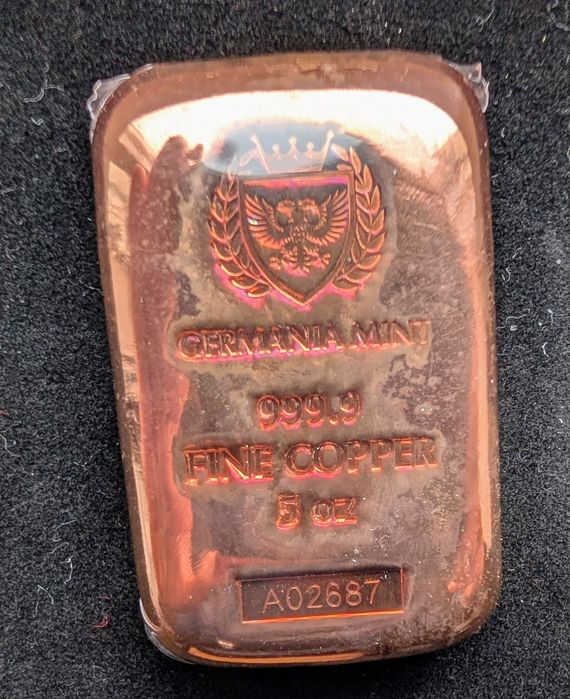 GERMANIA MINT
999.9
FINE COPPER
5 oz
A02687